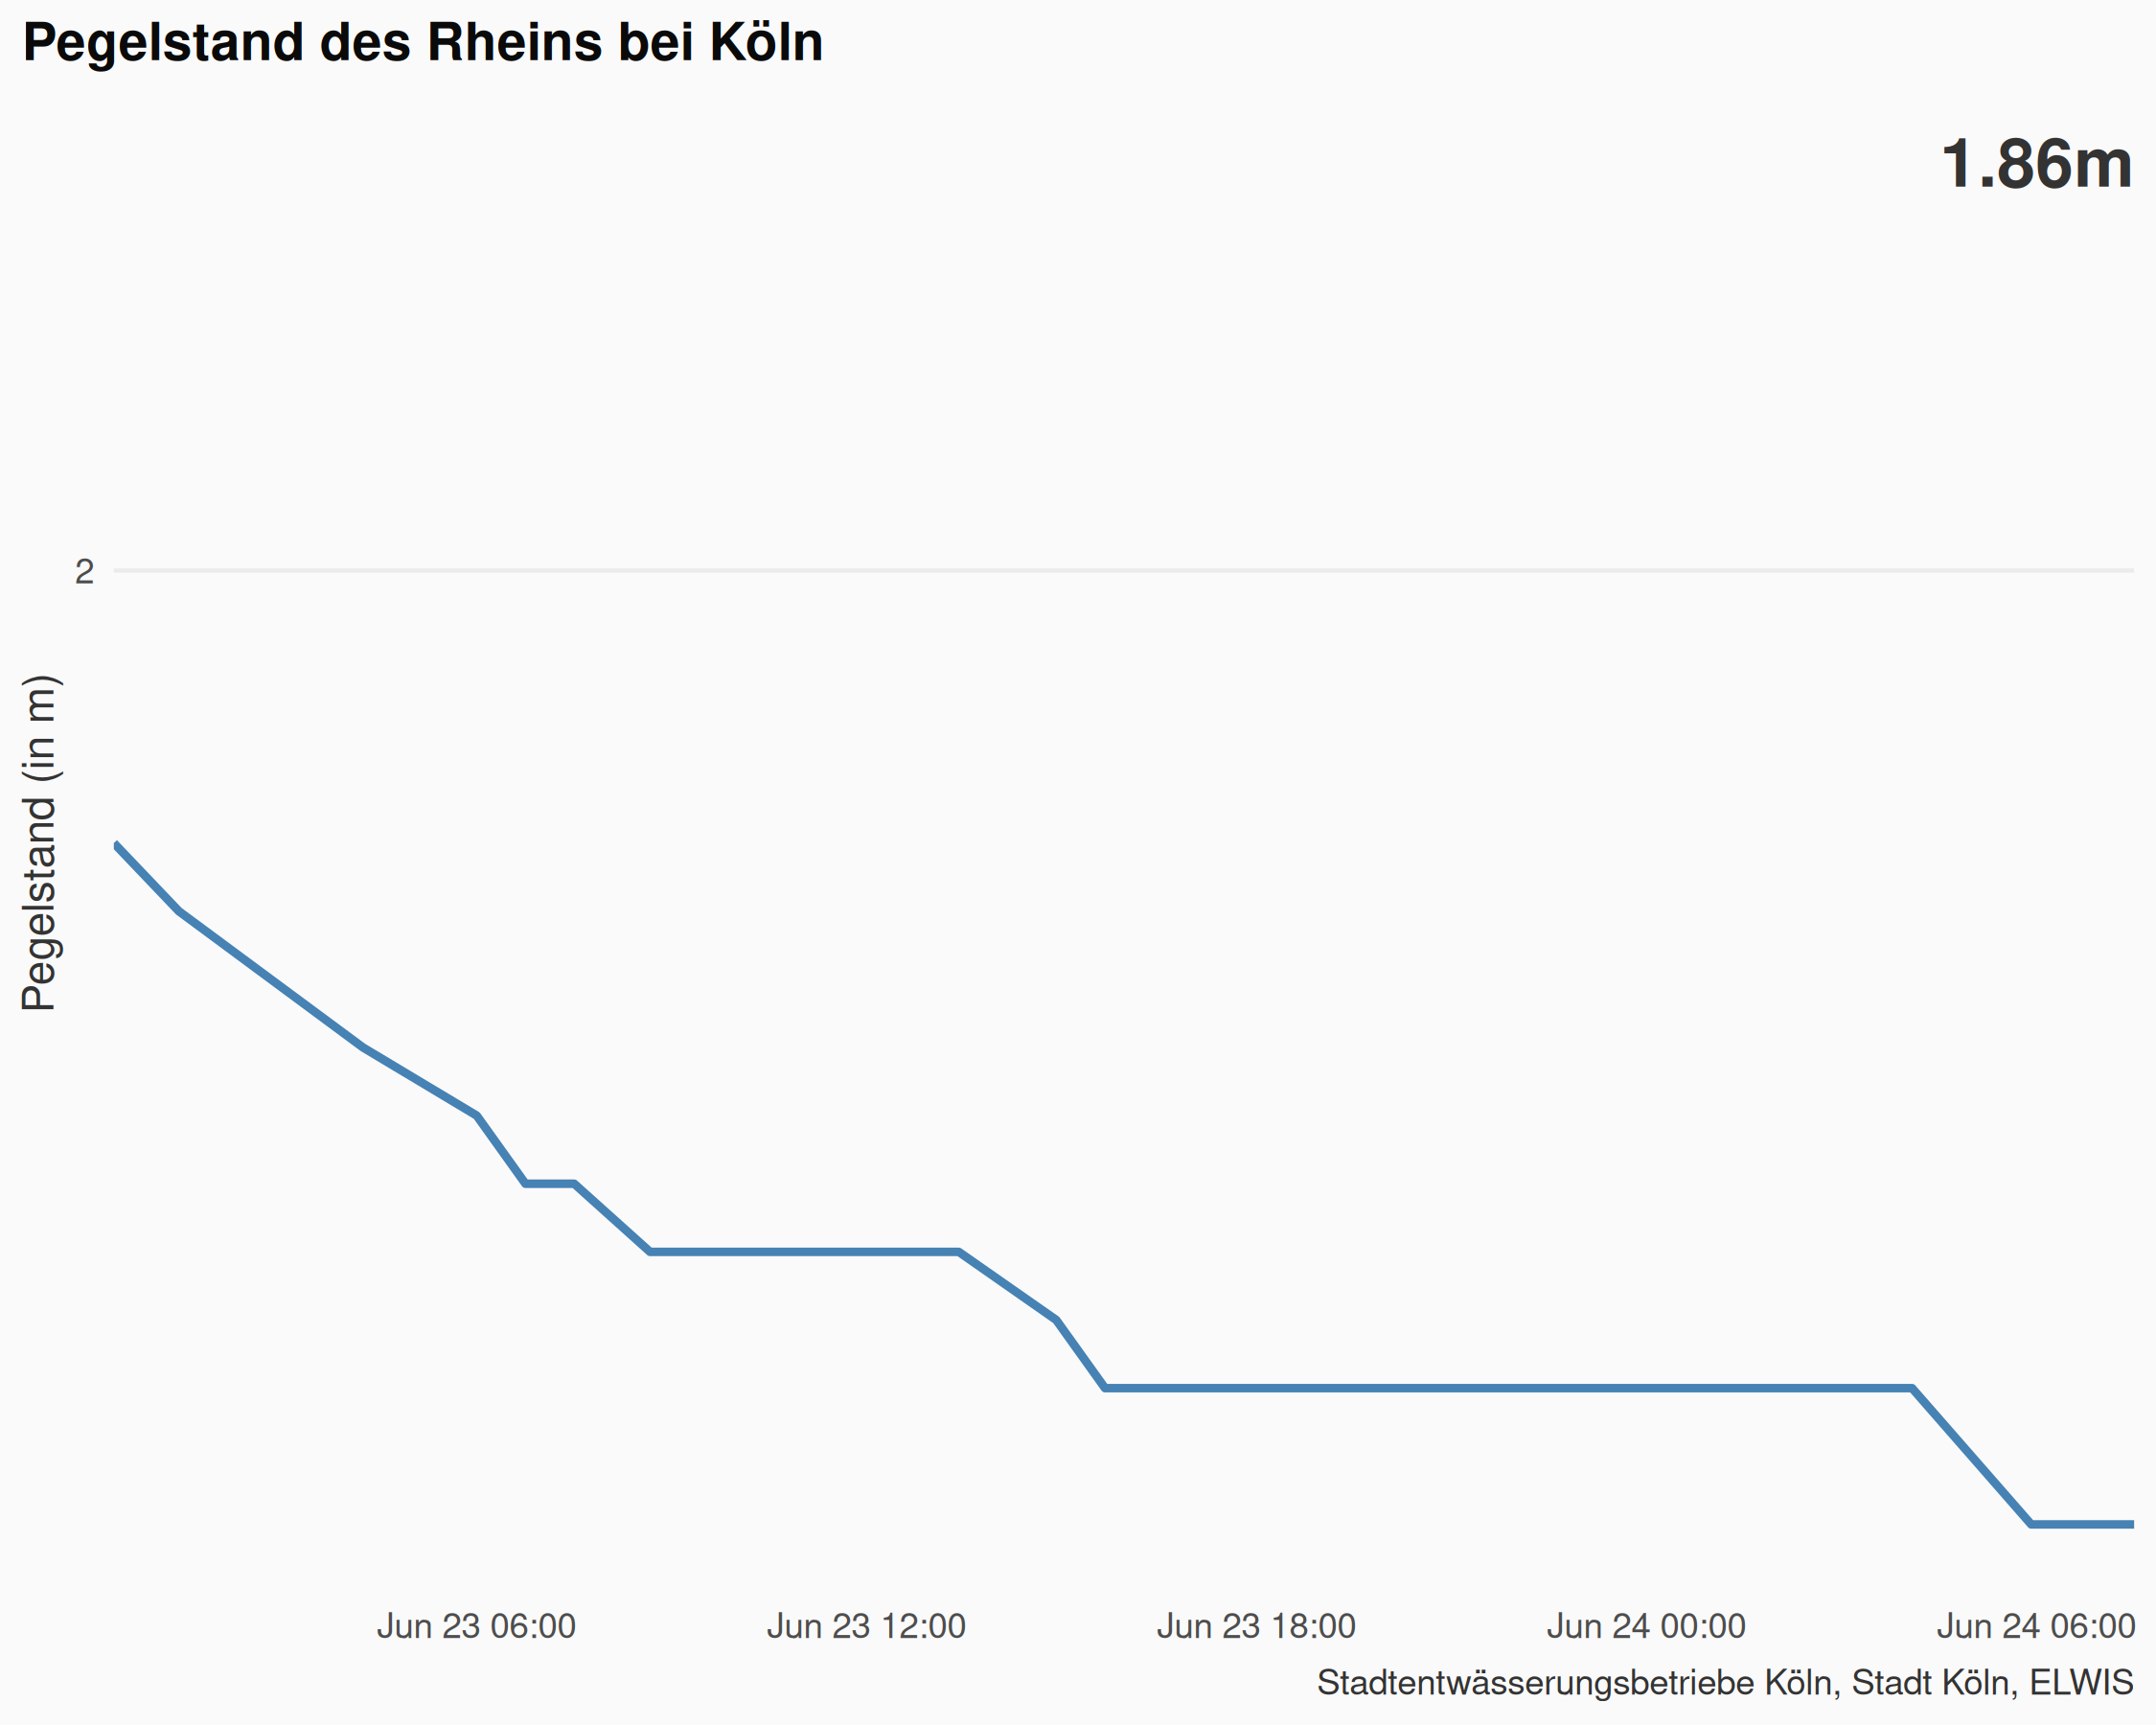 Pegelstand des Rheins bei Köln
1.86m
2
Pegelstand (in m)
Jun 23 06:00 Jun 23 12:00 Jun 23 18:00 Jun 24 00:00 Jun 24 06:00
Stadtentwässerungsbetriebe Köln, Stadt Köln, ELWIS